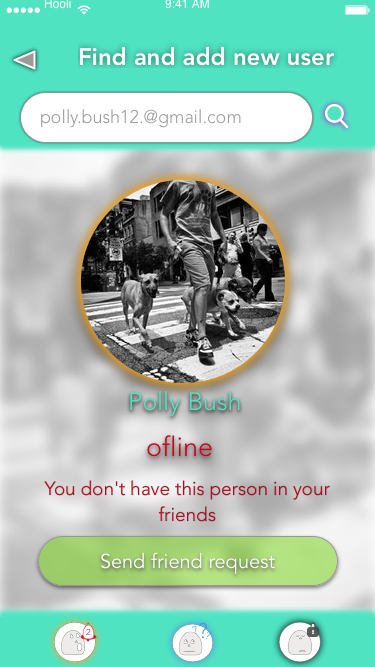 Hooli 9:41 AM
Find and add new user
polly.bush12.@gmail.com
Polly Bush
ofline
You don't have this person in your
friends
Send friend request
2